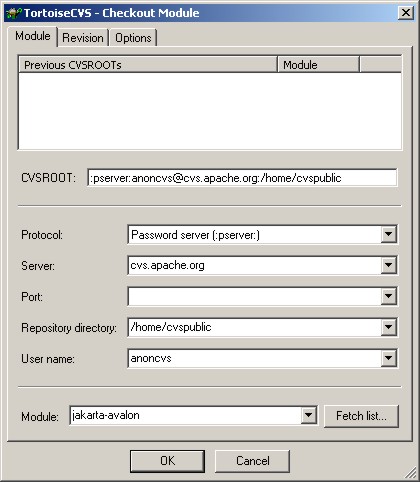 TortoiseCVS - Checkout Module
Module Revision Options
Previous CVSROOTs Module
CVSROOT: :pserver:anoncvs@cvs.apache.org:/home/cvspublic
Protocol: Password server (:pserver:)
Server: cvs.apache.org
Port:
Repository directory: /home/cvspublic
User name: anoncvs
Module: jakarta-avalon Fetch list...
OK Cancel